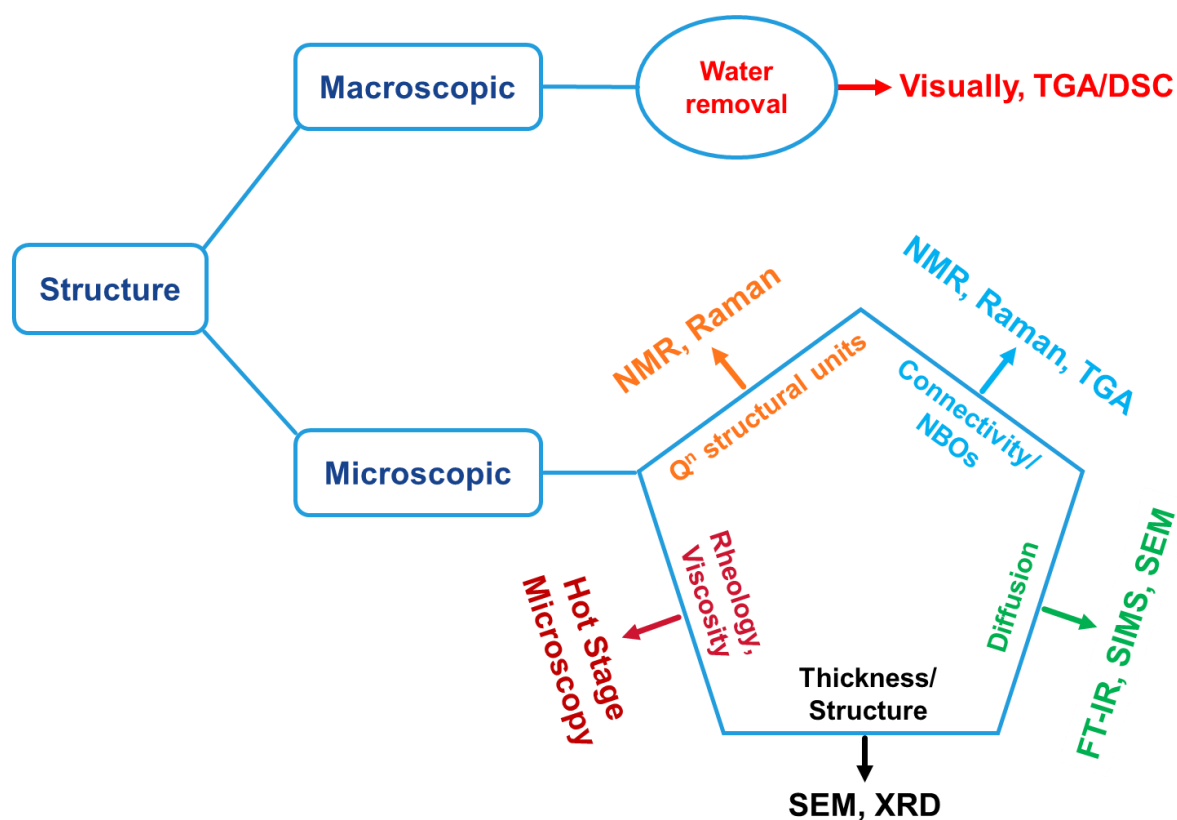 Macroscopic
Water
removal
Visually, TGA/DSC
Structure
Microscopic
NMR, Raman
Qⁿ structural units
NMR, Raman, TGA
Connectivity/
NBOs
Diffusion
FT-IR, SIMS, SEM
Rheology,
Viscosity
Hot Stage
Microscopy
Thickness/
Structure
SEM, XRD